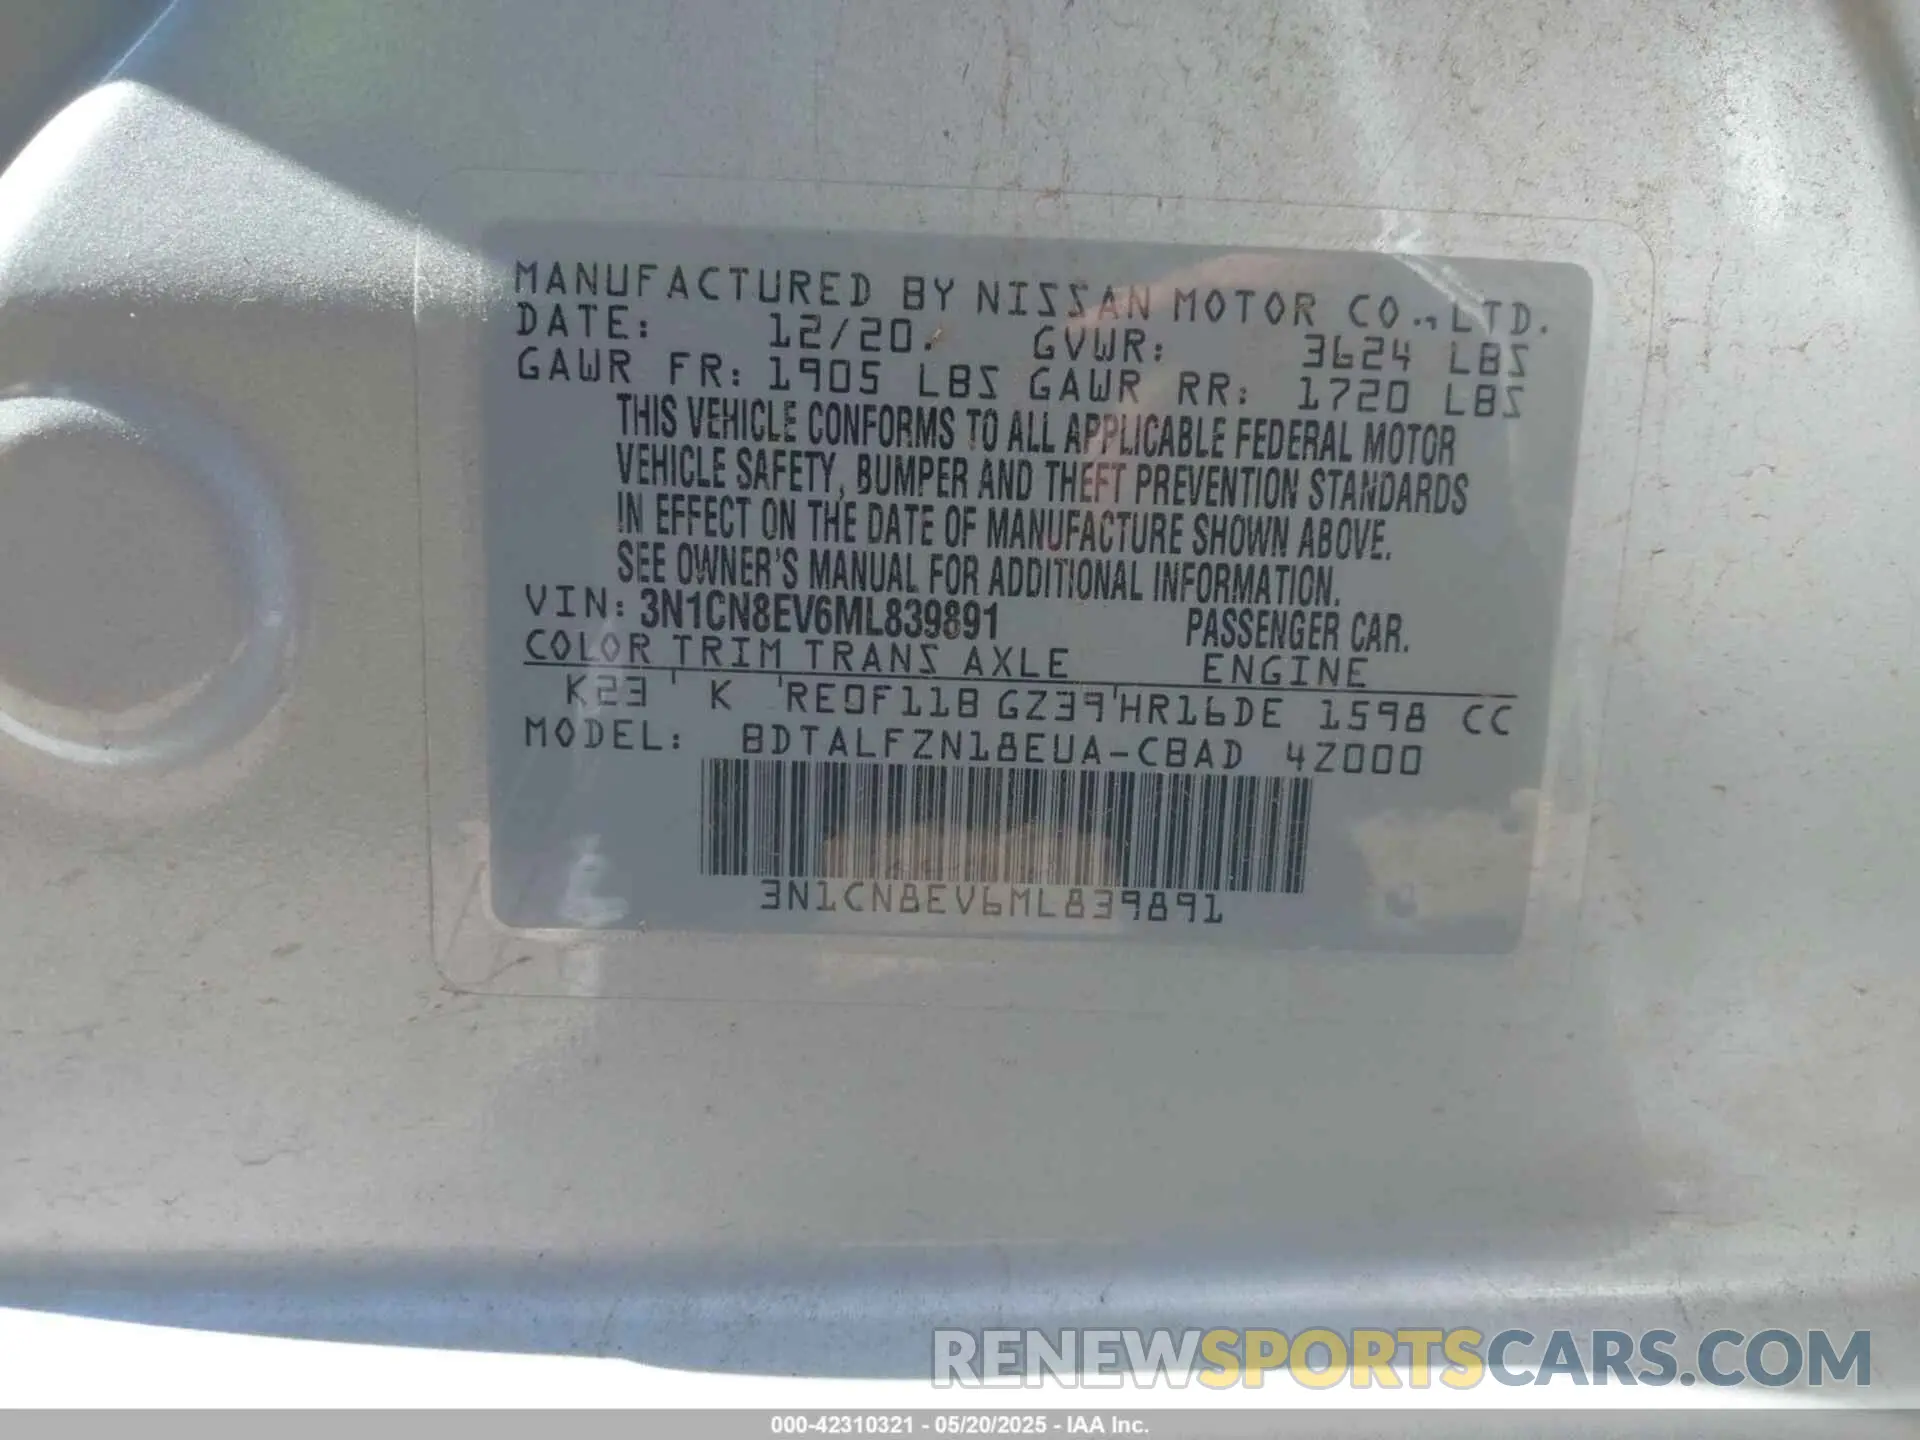 MANUFACTURED BY NISSAN MOTOR CO., LTD.
DATE: 12/20. GVWR: 3624 LBS
GAWR FR: 1905 LBS GAWR RR: 1720 LBS
THIS VEHICLE CONFORMS TO ALL APPLICABLE FEDERAL MOTOR
VEHICLE SAFETY, BUMPER AND THEFT PREVENTION STANDARDS
IN EFFECT ON THE DATE OF MANUFACTURE SHOWN ABOVE.
SEE OWNER'S MANUAL FOR ADDITIONAL INFORMATION.
VIN: 3N1CN8EV6ML839891 PASSENGER CAR.
COLOR TRIM TRANS AXLE ENGINE
K23 ' K 'RE0F11B GZ39'HR16DE 1598 CC
MODEL: BDTALFZN18EUA-CBAD 4Z000
3N1CN8EV6ML839891
RENEWSPORTSCARS.COM
000-42310321 - 05/20/2025 - IAA Inc.